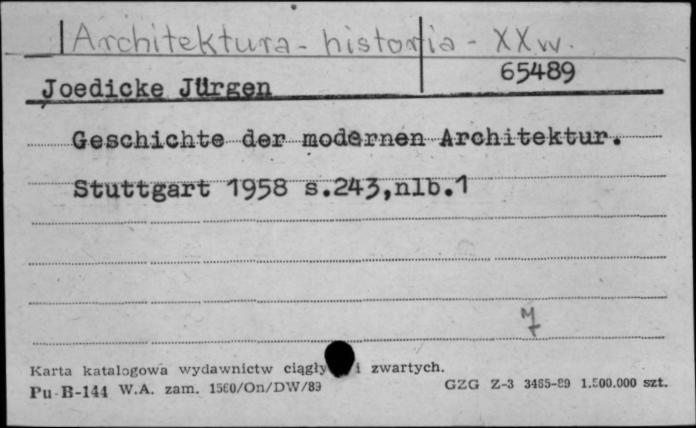 Architektura - historia - XX w.
65489
Joedicke Jürgen
Geschichte der modernen Architektur.
Stuttgart 1958 s.243,nlb.1
Karta katalogowa wydawnictw ciągły i zwartych.
Pu-B-144 W.A. zam. 1560/On/DW/89
GZG Z-3 3465-89 1.500.000 szt.